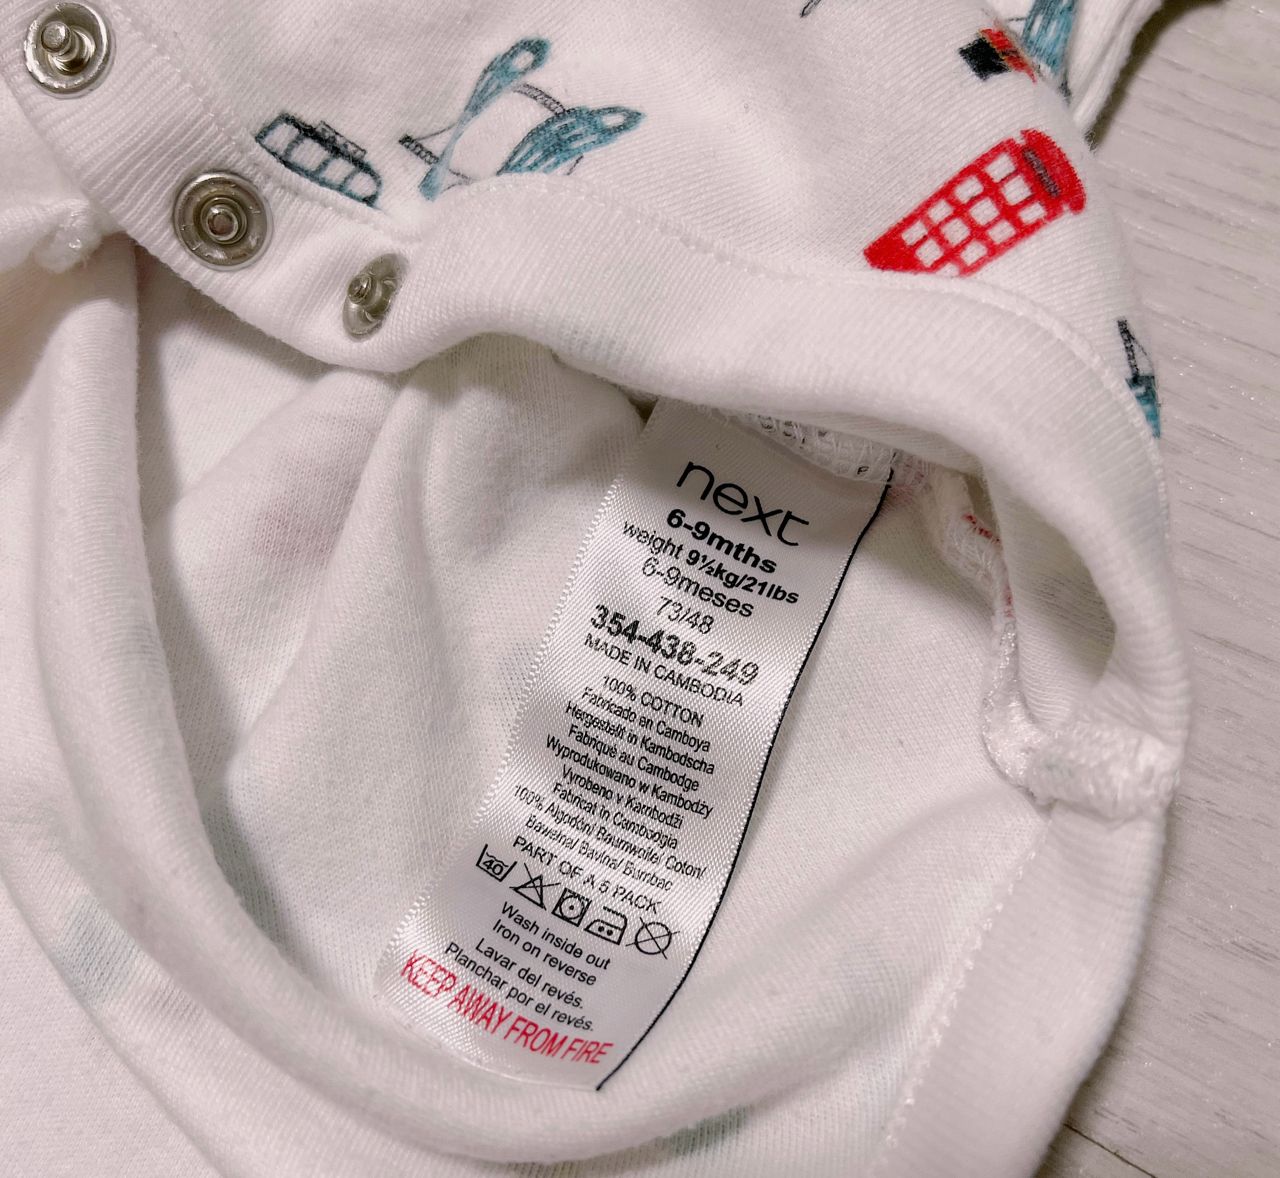 next
6-9mths
weight 9½kg/21lbs
6-9meses
73/48
354-438-249
MADE IN CAMBODIA
100% COTTON
Fabricado en Camboya
Hergestellt in Kambodscha
Fabriqué au Cambodge
Wyprodukowano w Kambodży
Vyrobeno v Kambodži
Fabricat in Cambodgia
100% Algodón/ Baumwolle/ Coton/
Bawełna/ Bavlna/ Bumbac
PART OF A 5 PACK
40
Wash inside out
Iron on reverse
Lavar del revés.
Planchar por el revés.
KEEP AWAY FROM FIRE